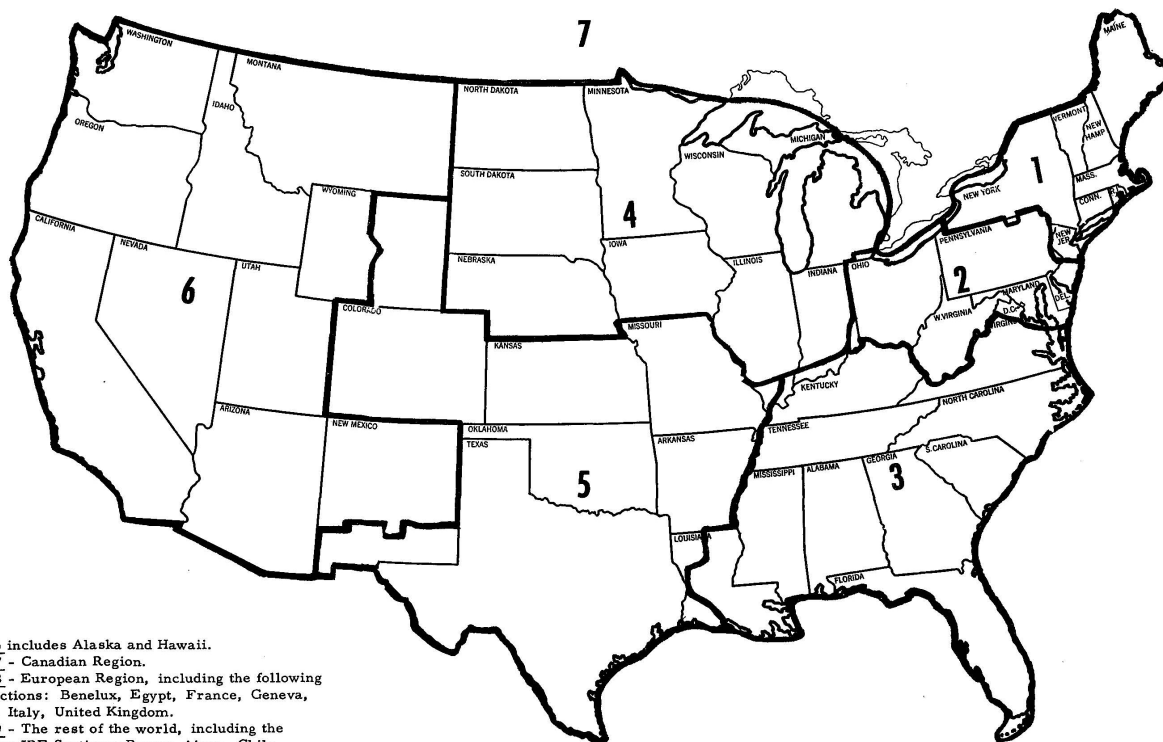 7
MAINE
WASHINGTON
MONTANA
NORTH DAKOTA
MINNESOTA
IDAHO
OREGON
VERMONT
NEW
HAMP
MICHIGAN
WISCONSIN
1
MASS.
SOUTH DAKOTA
WYOMING
NEW YORK
CONN.
R.I.
4
CALIFORNIA
NEVADA
IOWA
PENNSYLVANIA
NEW
JER.
UTAH
NEBRASKA
ILLINOIS
INDIANA
OHIO
6
2
MARYLAND
DEL.
D.C.
COLORADO
W.VIRGINIA
VIRGINIA
MISSOURI
KANSAS
KENTUCKY
NORTH CAROLINA
ARIZONA
NEW MEXICO
OKLAHOMA
TENNESSEE
TEXAS
ARKANSAS
S.CAROLINA
GEORGIA
MISSISSIPPI
ALABAMA
5
3
LOUISIANA
FLORIDA
includes Alaska and Hawaii.
- Canadian Region.
- European Region, including the following
ctions: Benelux, Egypt, France, Geneva,
Italy, United Kingdom.
- The rest of the world, including the